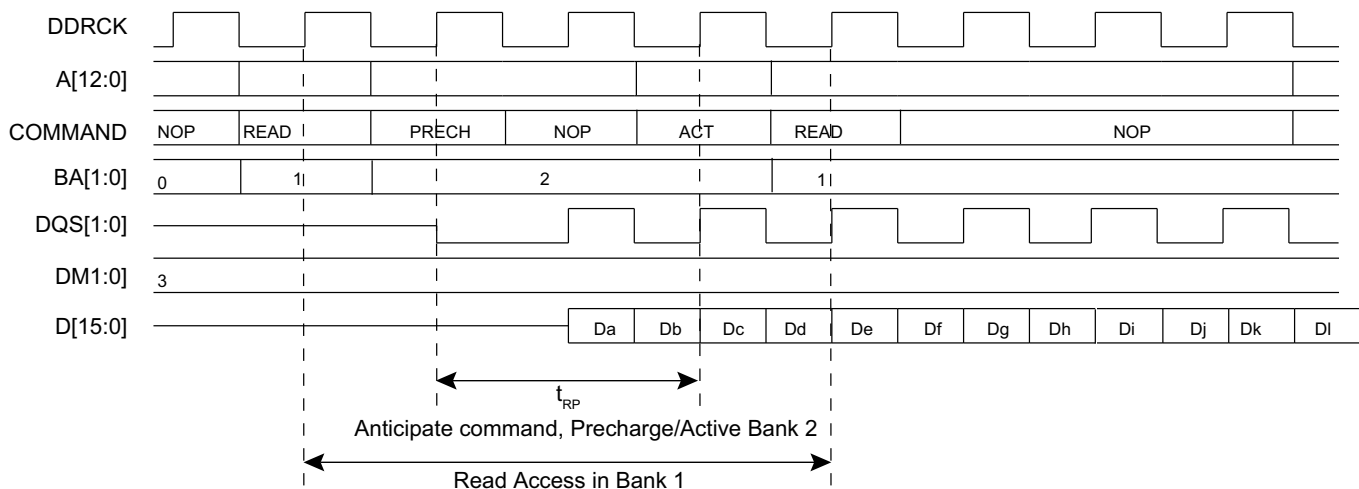 DDRCK
A[12:0]
COMMAND NOP READ PRECH NOP ACT READ NOP
BA[1:0] 0 1 2 1
DQS[1:0]
DM1:0] 3
D[15:0] Da Db Dc Dd De Df Dg Dh Di Dj Dk Dl
tRP
Anticipate command, Precharge/Active Bank 2
Read Access in Bank 1